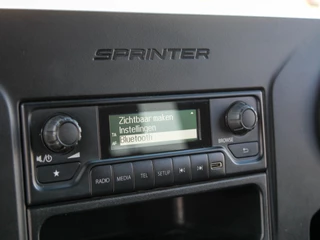 SPRINTER
Zichtbaar maken
Instellingen
Bluetooth
RADIO MEDIA TEL SETUP